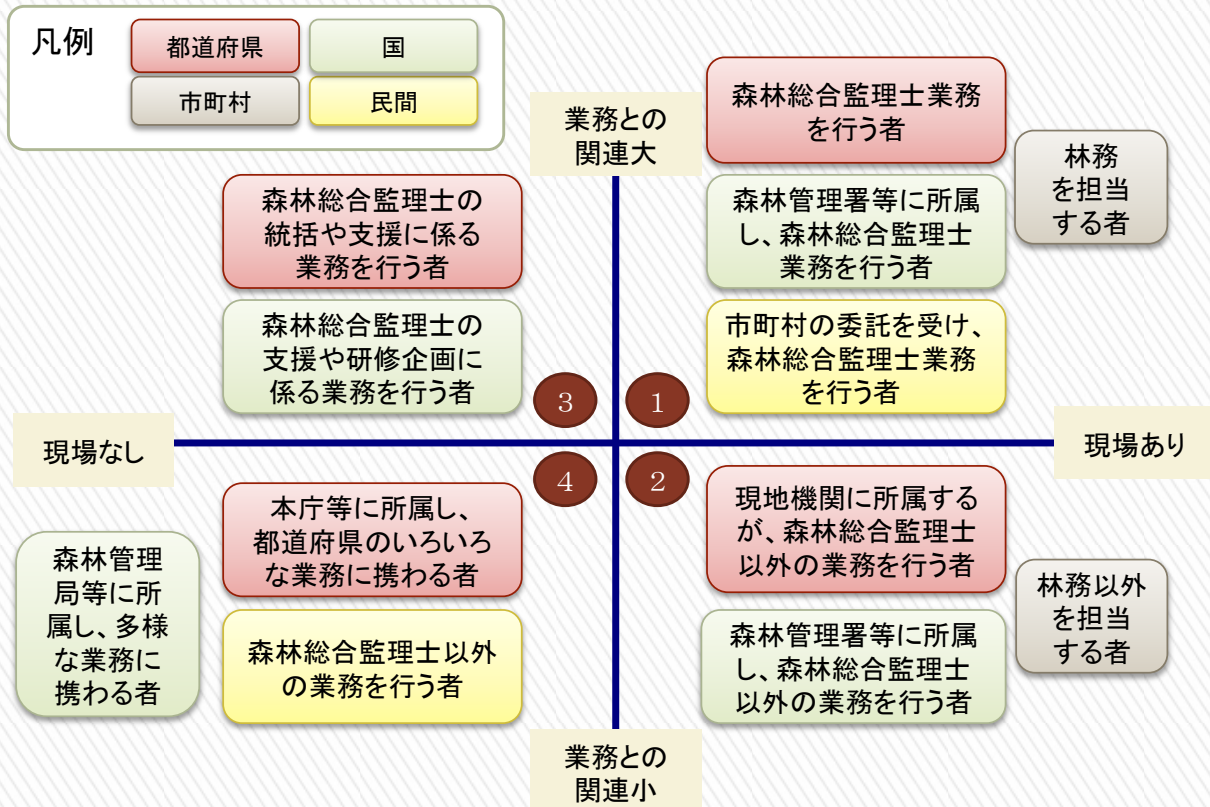 凡例
都道府県
国
市町村
民間
業務との
関連大
森林総合監理士業務
を行う者
林務
を担当
する者
森林総合監理士の
統括や支援に係る
業務を行う者
森林管理署等に所属
し、森林総合監理士
業務を行う者
森林総合監理士の
支援や研修企画に
係る業務を行う者
市町村の委託を受け、
森林総合監理士業務
を行う者
3
1
現場なし
現場あり
4
2
本庁等に所属し、
都道府県のいろいろ
な業務に携わる者
現地機関に所属する
が、森林総合監理士
以外の業務を行う者
森林管理
局等に所
属し、多様
な業務に
携わる者
林務以外
を担当
する者
森林総合監理士以外
の業務を行う者
森林管理署等に所属
し、森林総合監理士
以外の業務を行う者
業務との
関連小